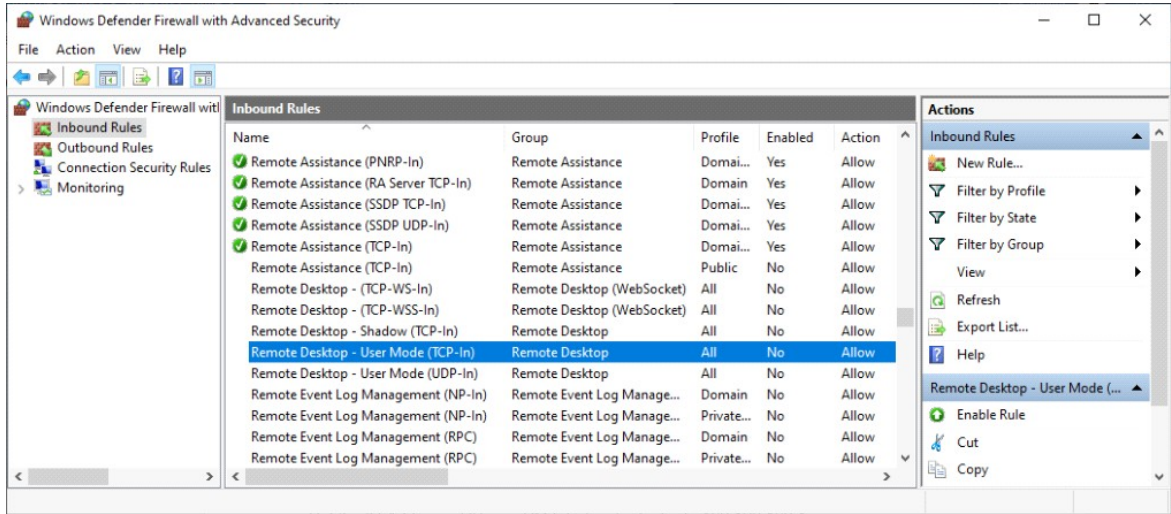 Windows Defender Firewall with Advanced Security
File Action View Help
Windows Defender Firewall witl
Inbound Rules
Outbound Rules
Connection Security Rules
Monitoring
Inbound Rules
Name Group Profile Enabled Action
Remote Assistance (PNRP-In) Remote Assistance Domai... Yes Allow
Remote Assistance (RA Server TCP-In) Remote Assistance Domain Yes Allow
Remote Assistance (SSDP TCP-In) Remote Assistance Domai... Yes Allow
Remote Assistance (SSDP UDP-In) Remote Assistance Domai... Yes Allow
Remote Assistance (TCP-In) Remote Assistance Domai... Yes Allow
Remote Assistance (TCP-In) Remote Assistance Public No Allow
Remote Desktop - (TCP-WS-In) Remote Desktop (WebSocket) All No Allow
Remote Desktop - (TCP-WSS-In) Remote Desktop (WebSocket) All No Allow
Remote Desktop - Shadow (TCP-In) Remote Desktop All No Allow
Remote Desktop - User Mode (TCP-In) Remote Desktop All No Allow
Remote Desktop - User Mode (UDP-In) Remote Desktop All No Allow
Remote Event Log Management (NP-In) Remote Event Log Manage... Domain No Allow
Remote Event Log Management (NP-In) Remote Event Log Manage... Private... No Allow
Remote Event Log Management (RPC) Remote Event Log Manage... Domain No Allow
Remote Event Log Management (RPC) Remote Event Log Manage... Private... No Allow
Actions
Inbound Rules
New Rule...
Filter by Profile
Filter by State
Filter by Group
View
Refresh
Export List...
Help
Remote Desktop - User Mode (...
Enable Rule
Cut
Copy